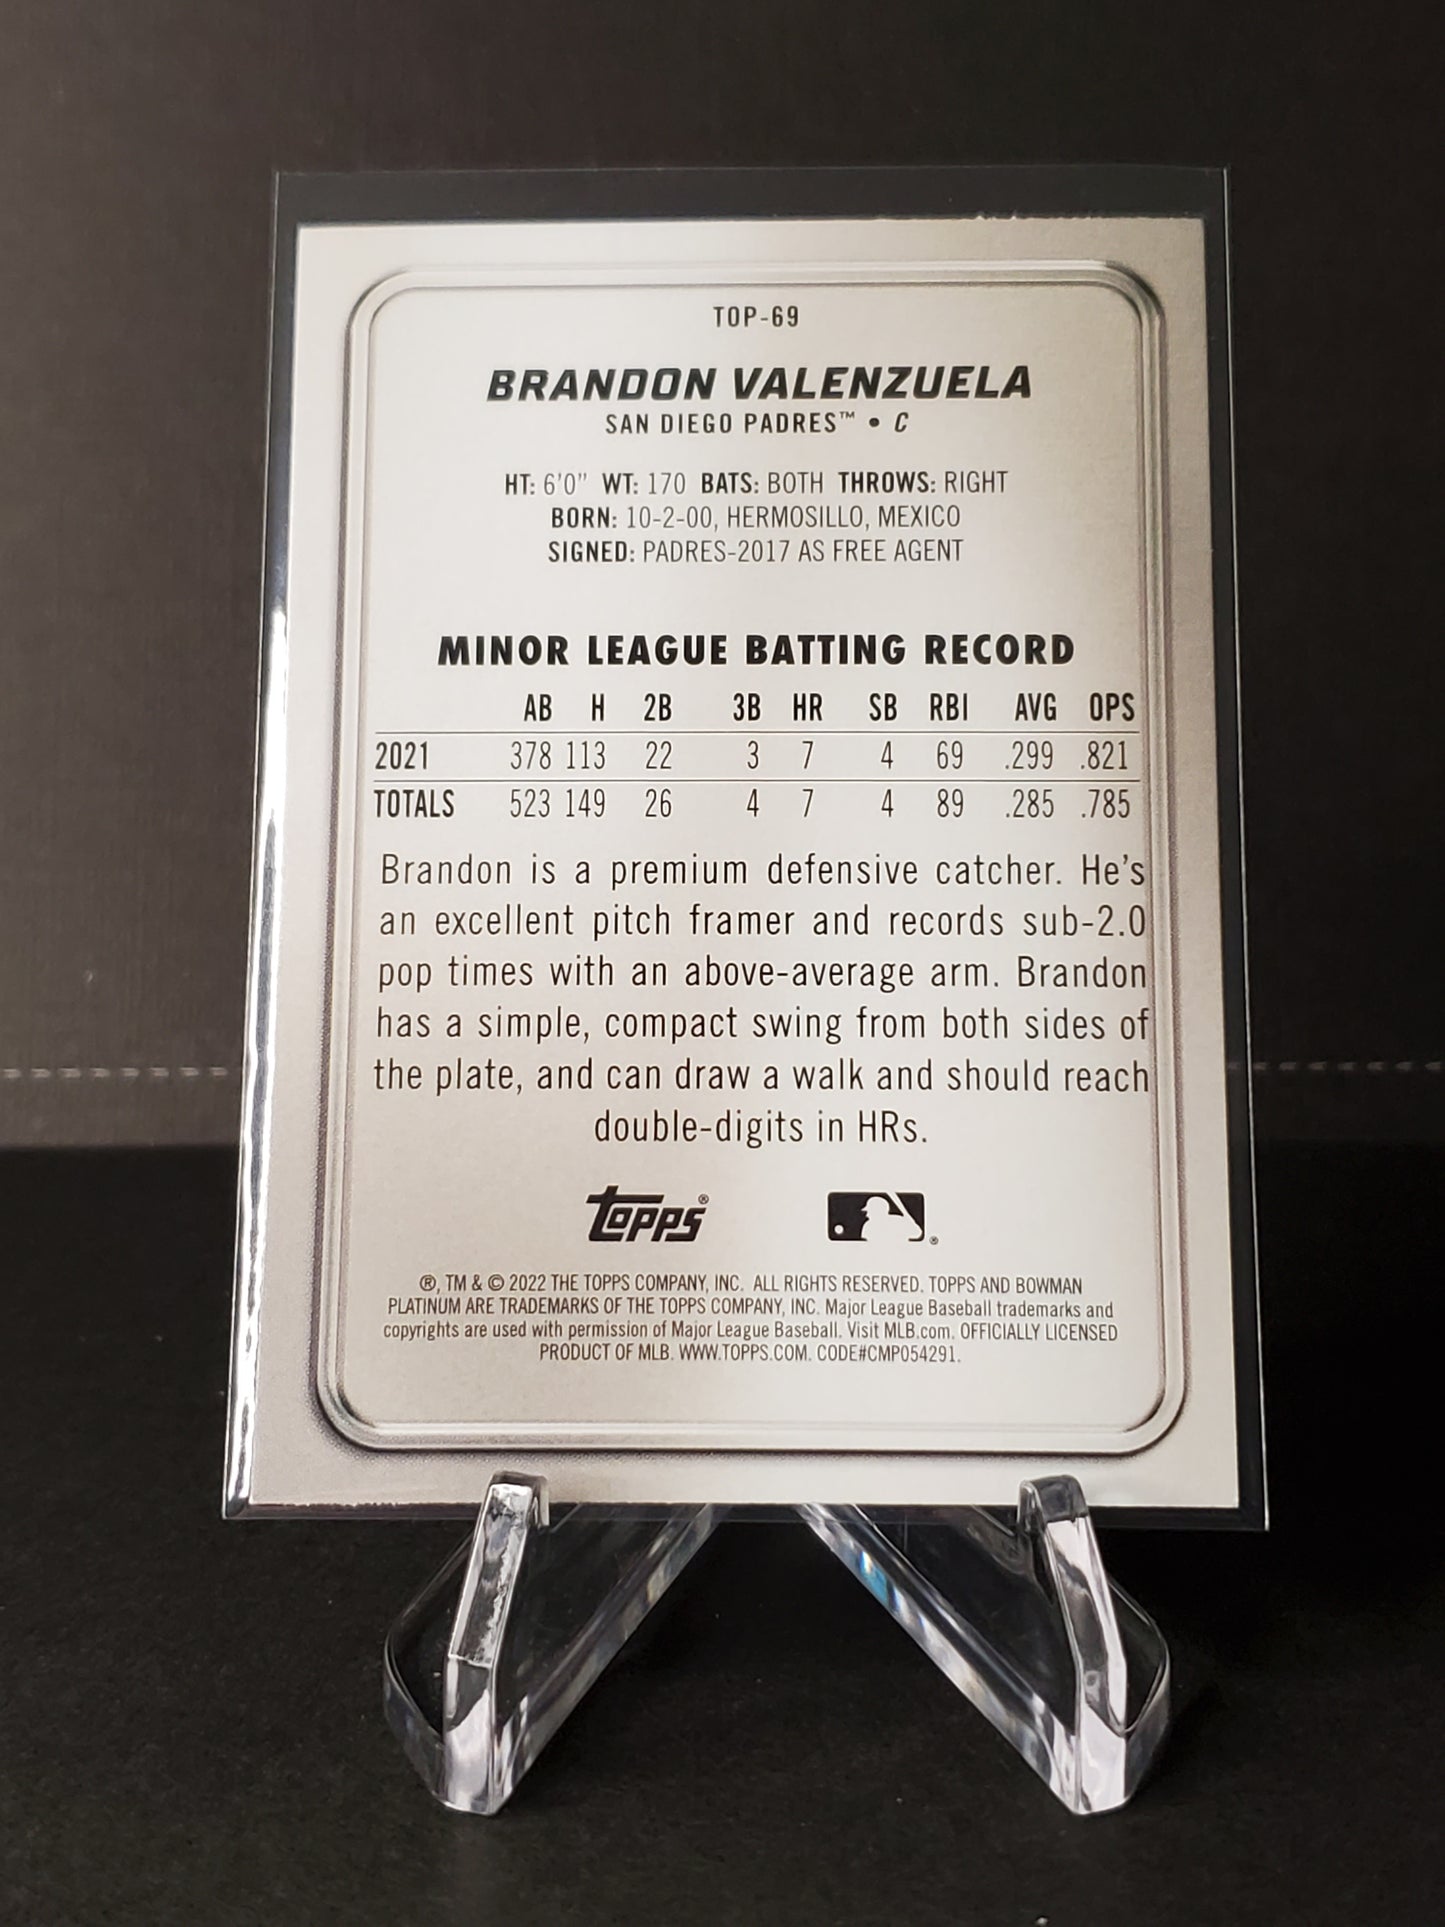 TOP-69
BRANDON VALENZUELA
SAN DIEGO PADRES™ • C
HT: 6'0" WT: 170 BATS: BOTH THROWS: RIGHT
BORN: 10-2-00, HERMOSILLO, MEXICO
SIGNED: PADRES-2017 AS FREE AGENT
MINOR LEAGUE BATTING RECORD
AB H 2B 3B HR SB RBI AVG OPS
2021 378 113 22 3 7 4 69 .299 .821
TOTALS 523 149 26 4 7 4 89 .285 .785
Brandon is a premium defensive catcher. He's
an excellent pitch framer and records sub-2.0
pop times with an above-average arm. Brandon
has a simple, compact swing from both sides of
the plate, and can draw a walk and should reach
double-digits in HRs.
topps®
®
®, TM & © 2022 THE TOPPS COMPANY, INC. ALL RIGHTS RESERVED. TOPPS AND BOWMAN
PLATINUM ARE TRADEMARKS OF THE TOPPS COMPANY, INC. Major League Baseball trademarks and
copyrights are used with permission of Major League Baseball. Visit MLB.com. OFFICIALLY LICENSED
PRODUCT OF MLB. WWW.TOPPS.COM. CODE#CMP054291.